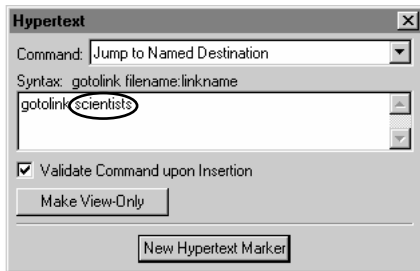 Hypertext
Command: Jump to Named Destination
Syntax: gotolink filename:linkname
gotolink scientists
Validate Command upon Insertion
Make View-Only
New Hypertext Marker